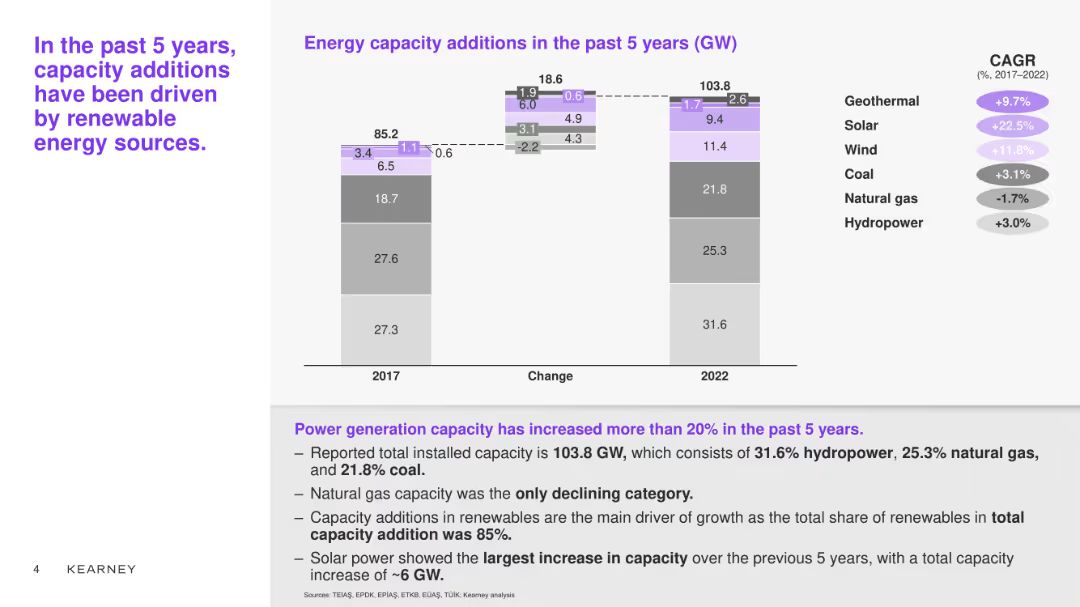 In the past 5 years,
capacity additions
have been driven
by renewable
energy sources.
Energy capacity additions in the past 5 years (GW)
CAGR
(%, 2017–2022)
Geothermal +9.7%
Solar +22.5%
Wind +11.8%
Coal +3.1%
Natural gas -1.7%
Hydropower +3.0%
85.2
1.1
3.4 0.6
6.5
18.7
27.6
27.3
18.6
1.9 0.6
6.0
4.9
3.1
4.3
-2.2
103.8
1.7 2.6
9.4
11.4
21.8
25.3
31.6
2017 Change 2022
Power generation capacity has increased more than 20% in the past 5 years.
– Reported total installed capacity is 103.8 GW, which consists of 31.6% hydropower, 25.3% natural gas,
and 21.8% coal.
– Natural gas capacity was the only declining category.
– Capacity additions in renewables are the main driver of growth as the total share of renewables in total
capacity addition was 85%.
– Solar power showed the largest increase in capacity over the previous 5 years, with a total capacity
increase of ~6 GW.
Sources: TEIAŞ, EPDK, EPİAŞ, ETKB, EÜAŞ, TÜİK; Kearney analysis
4 KEARNEY